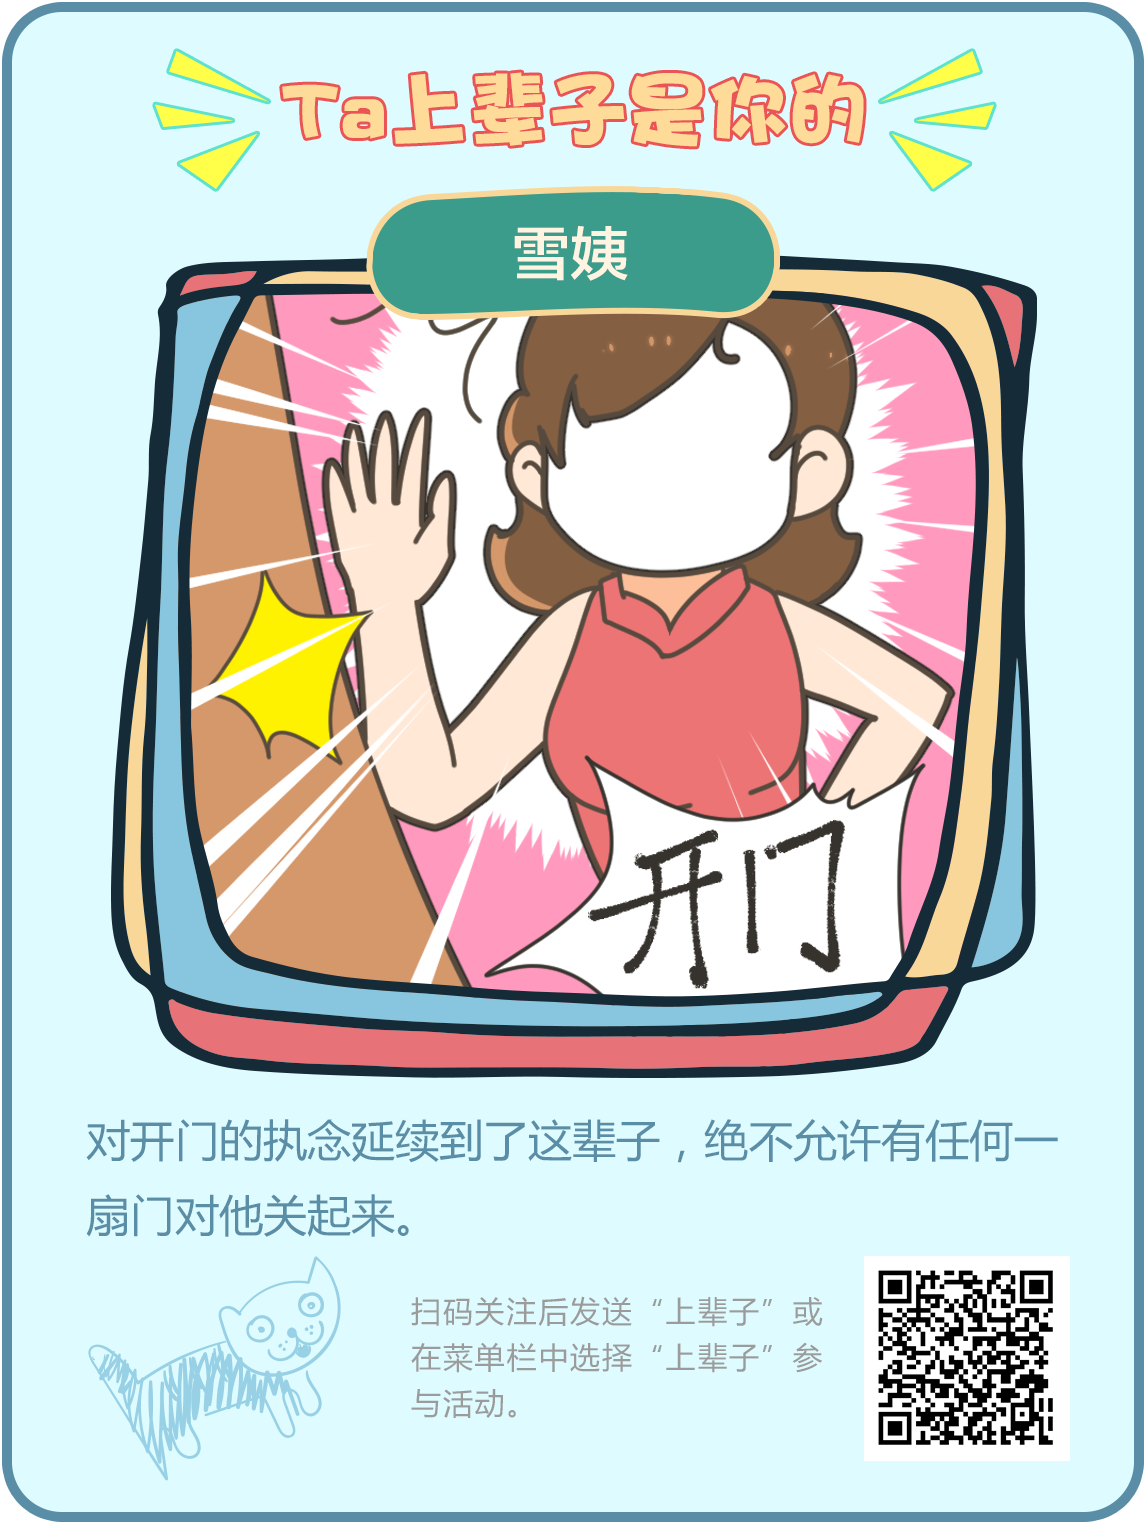 Ta上辈子是你的
雪姨
开门
对开门的执念延续到了这辈子，绝不允许有任何一
扇门对他关起来。
扫码关注后发送“上辈子”或
在菜单栏中选择“上辈子”参
与活动。